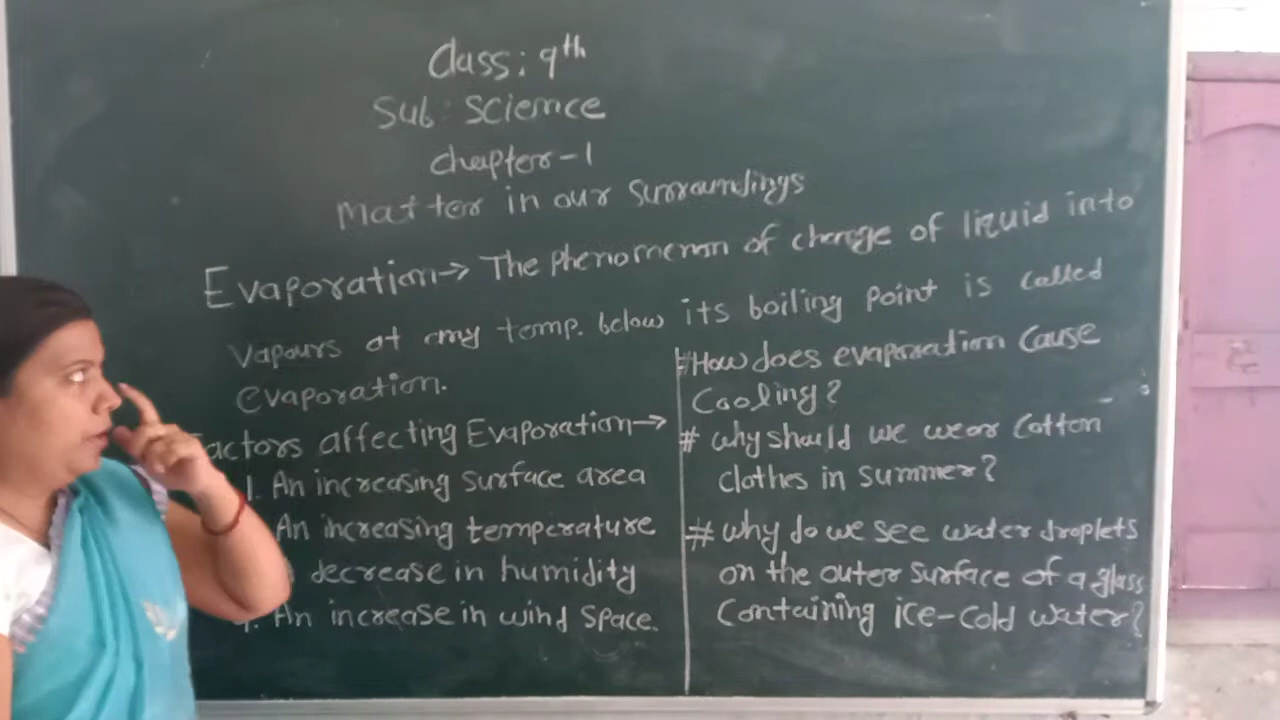 Class: 9th
Sub: Science
Chapter-1
Matter in our surroundings
Evaporation→ The Phenomenon of change of liquid into
Vapours at any temp. below its boiling Point is called
evaporation.
actors affecting Evaporation→
1. An increasing surface area
An increasing temperature
decrease in humidity
4. An increase in wind space.
#How does evaporation Cause
Cooling?
# why should we wear Cotton
clothes in summer?
# why do we see water droplets
on the outer surface of a glass
Containing ice-cold water?